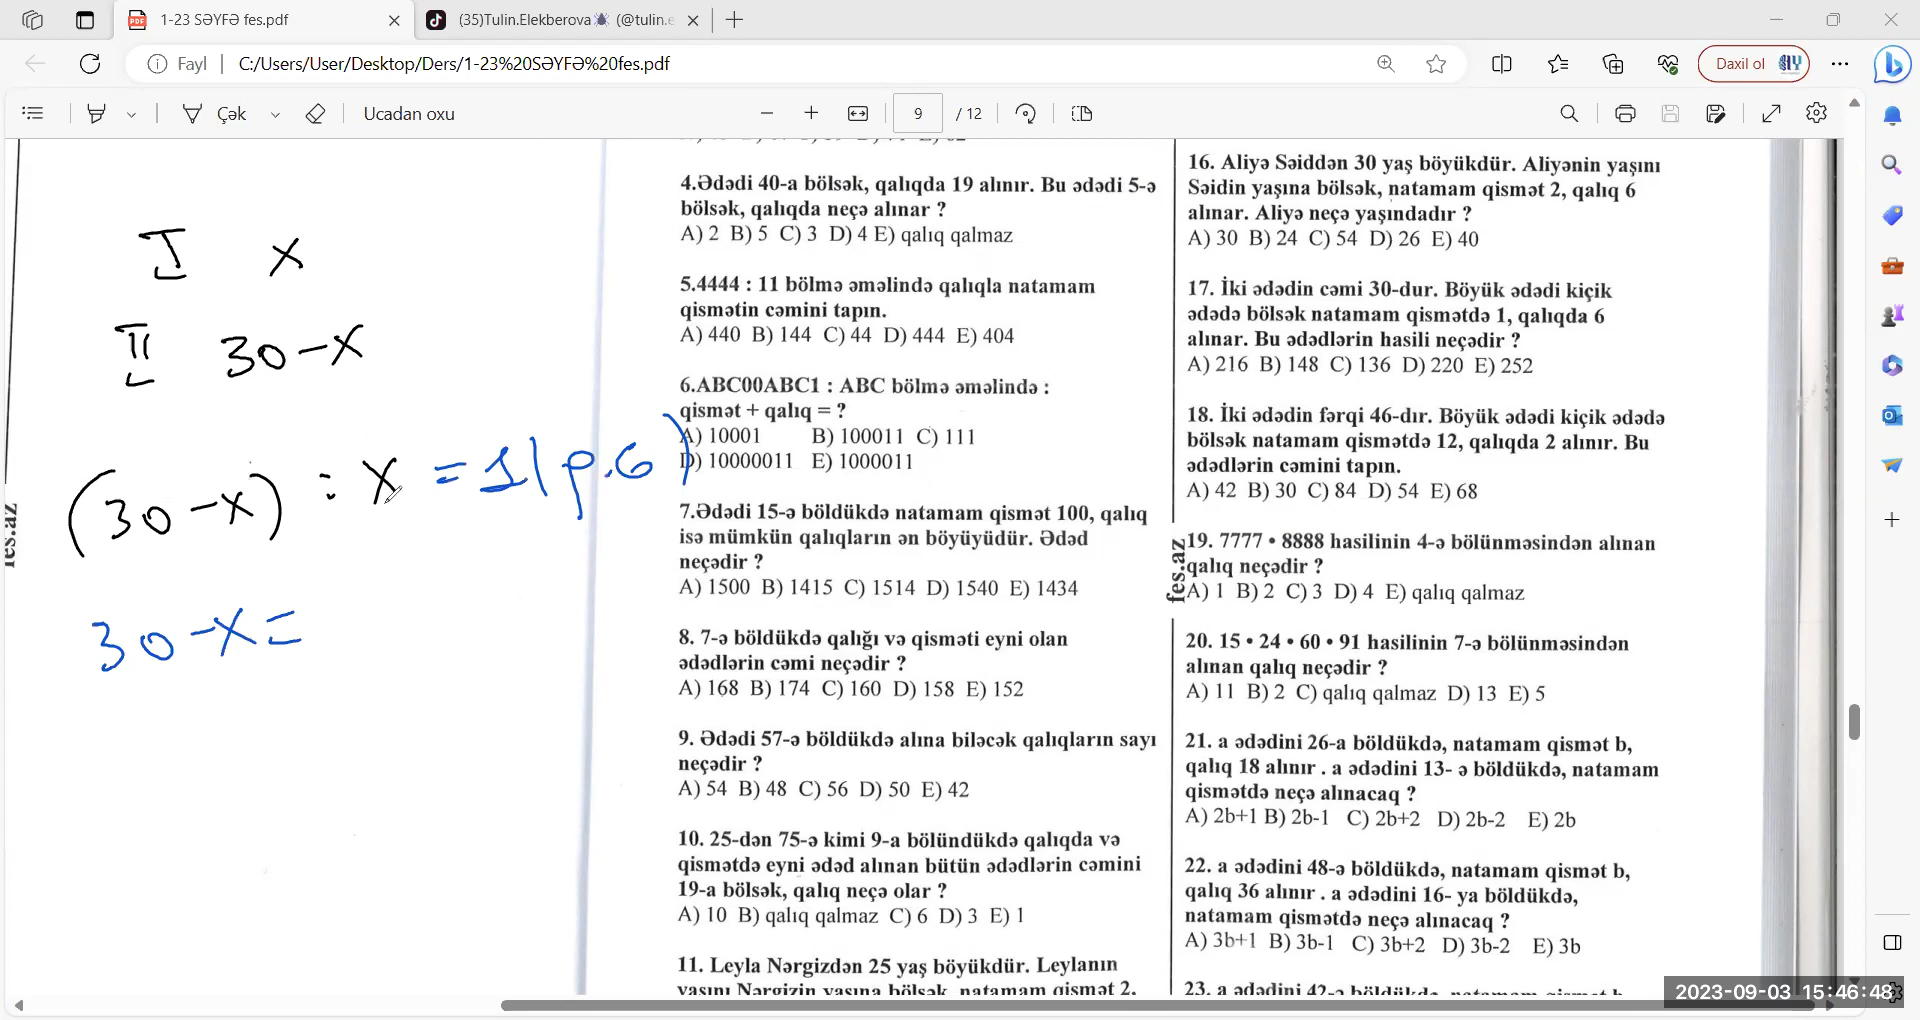 1-23 SƏYFƏ fes.pdf
(35)Tulin.Elekberova🕷 (@tulin.e
Fayl
C:/Users/User/Desktop/Ders/1-23%20SƏYFƏ%20fes.pdf
Daxil ol
Çək
Ucadan oxu
9 / 12
I x
II 30-x
(30-x) : x = 1(p.6)
30-x=
fes.az
4.Ədədi 40-a bölsək, qalıqda 19 alınır. Bu ədədi 5-ə
bölsək, qalıqda neçə alınar ?
A) 2 B) 5 C) 3 D) 4 E) qalıq qalmaz
5.4444 : 11 bölmə əməlində qalıqla natamam
qismətin cəmini tapın.
A) 440 B) 144 C) 44 D) 444 E) 404
6.ABC00ABC1 : ABC bölmə əməlində :
qismət + qalıq = ?
A) 10001 B) 100011 C) 111
D) 10000011 E) 1000011
7.Ədədi 15-ə böldükdə natamam qismət 100, qalıq
isə mümkün qalıqların ən böyüyüdür. Ədəd
neçədir ?
A) 1500 B) 1415 C) 1514 D) 1540 E) 1434
8. 7-ə böldükdə qalığı və qisməti eyni olan
ədədlərin cəmi neçədir ?
A) 168 B) 174 C) 160 D) 158 E) 152
9. Ədədi 57-ə böldükdə alına biləcək qalıqların sayı
neçədir ?
A) 54 B) 48 C) 56 D) 50 E) 42
10. 25-dən 75-ə kimi 9-a bölündükdə qalıqda və
qismətdə eyni ədəd alınan bütün ədədlərin cəmini
19-a bölsək, qalıq neçə olar ?
A) 10 B) qalıq qalmaz C) 6 D) 3 E) 1
11. Leyla Nərgizdən 25 yaş böyükdür. Leylanın
yaşını Nərgizin yaşına bölsək, natamam qismət 2,
16. Aliyə Səiddən 30 yaş böyükdür. Aliyənin yaşını
Səidin yaşına bölsək, natamam qismət 2, qalıq 6
alınar. Aliyə neçə yaşındadır ?
A) 30 B) 24 C) 54 D) 26 E) 40
17. İki ədədin cəmi 30-dur. Böyük ədədi kiçik
ədədə bölsək natamam qismətdə 1, qalıqda 6
alınar. Bu ədədlərin hasili neçədir ?
A) 216 B) 148 C) 136 D) 220 E) 252
18. İki ədədin fərqi 46-dır. Böyük ədədi kiçik ədədə
bölsək natamam qismətdə 12, qalıqda 2 alınır. Bu
ədədlərin cəmini tapın.
A) 42 B) 30 C) 84 D) 54 E) 68
fes.az
19. 7777 • 8888 hasilinin 4-ə bölünməsindən alınan
qalıq neçədir ?
A) 1 B) 2 C) 3 D) 4 E) qalıq qalmaz
20. 15 • 24 • 60 • 91 hasilinin 7-ə bölünməsindən
alınan qalıq neçədir ?
A) 11 B) 2 C) qalıq qalmaz D) 13 E) 5
21. a ədədini 26-a böldükdə, natamam qismət b,
qalıq 18 alınır . a ədədini 13- ə böldükdə, natamam
qismətdə neçə alınacaq ?
A) 2b+1 B) 2b-1 C) 2b+2 D) 2b-2 E) 2b
22. a ədədini 48-ə böldükdə, natamam qismət b,
qalıq 36 alınır . a ədədini 16- ya böldükdə,
natamam qismətdə neçə alınacaq ?
A) 3b+1 B) 3b-1 C) 3b+2 D) 3b-2 E) 3b
23. a ədədini 42-ə böldükdə, natamam qismət b,
2023-09-03 15:46:48